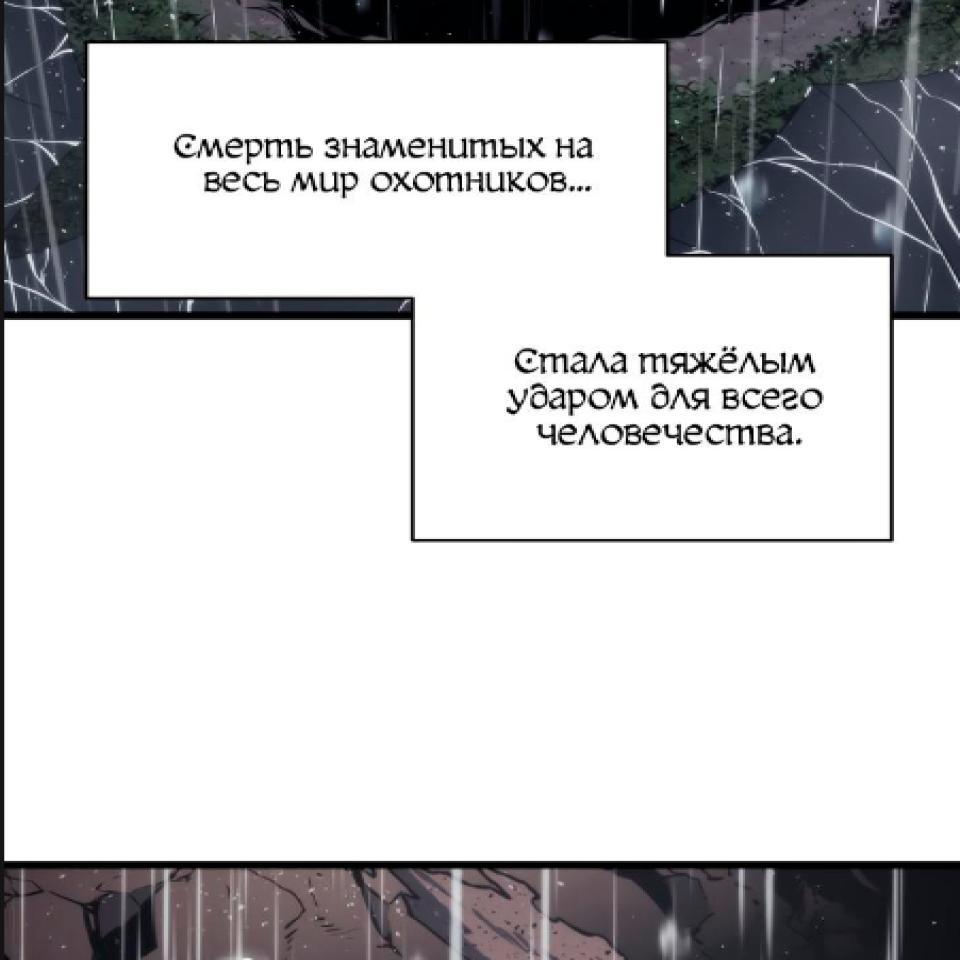 Смерть знаменитых на
весь мир охотников...
Стала тяжёлым
ударом для всего
человечества.